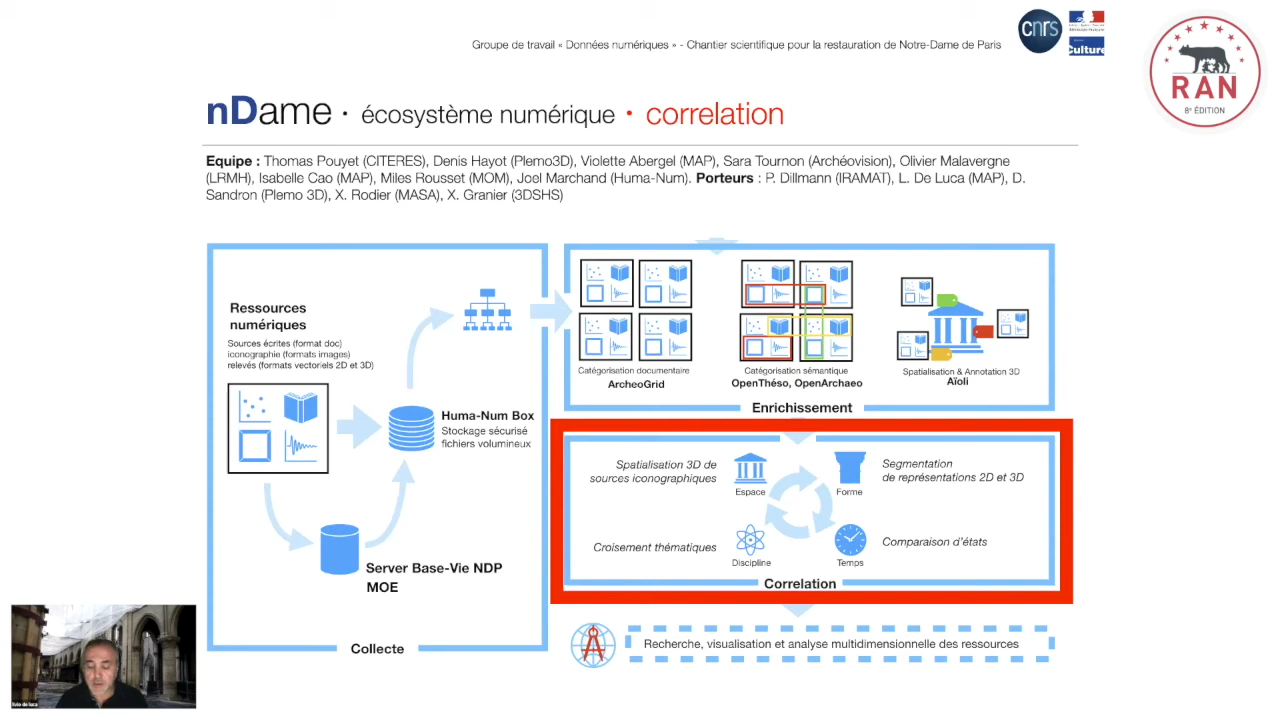 Groupe de travail « Données numériques » - Chantier scientifique pour la restauration de Notre-Dame de Paris
cnrs
Culture
RAN
8e ÉDITION
nDame · écosystème numérique · correlation
Equipe : Thomas Pouyet (CITERES), Denis Hayot (Plemo3D), Violette Abergel (MAP), Sara Tournon (Archéovision), Olivier Malavergne
(LRMH), Isabelle Cao (MAP), Miles Rousset (MOM), Joel Marchand (Huma-Num). Porteurs : P. Dillmann (IRAMAT), L. De Luca (MAP), D.
Sandron (Plemo 3D), X. Rodier (MASA), X. Granier (3DSHS)
Ressources
numériques
Sources écrites (format doc)
iconographie (formats images)
relevés (formats vectoriels 2D et 3D)
Huma-Num Box
Stockage sécurisé
fichiers volumineux
Server Base-Vie NDP
MOE
Collecte
Catégorisation documentaire
ArcheoGrid
Catégorisation sémantique
OpenThéso, OpenArchaeo
Spatialisation & Annotation 3D
Aïoli
Enrichissement
Spatialisation 3D de
sources iconographiques
Espace
Forme
Segmentation
de représentations 2D et 3D
Croisement thématiques
Discipline
Temps
Comparaison d'états
Correlation
Recherche, visualisation et analyse multidimensionnelle des ressources
livio de luca